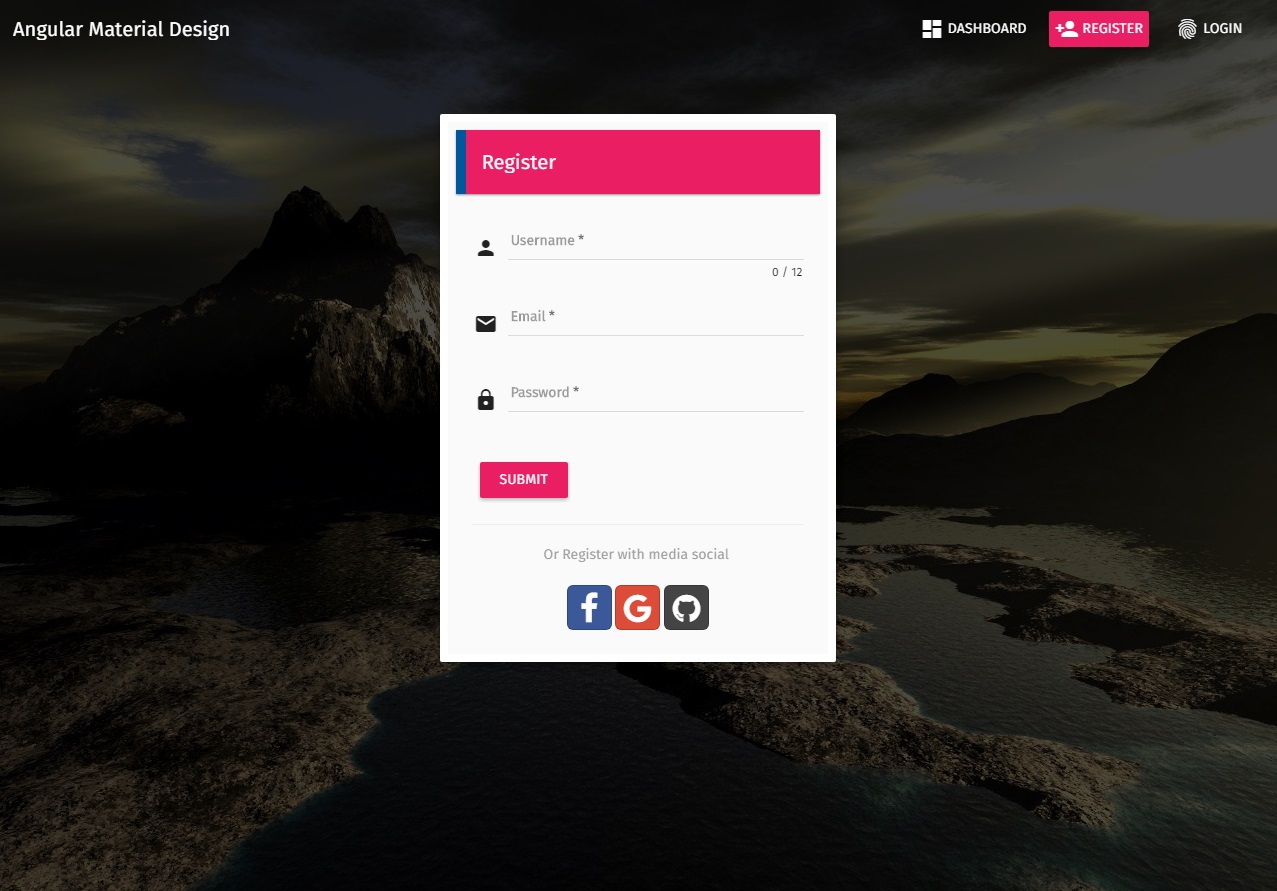 Angular Material Design
DASHBOARD
REGISTER
LOGIN
Register
Username *
0 / 12
Email *
Password *
SUBMIT
Or Register with media social